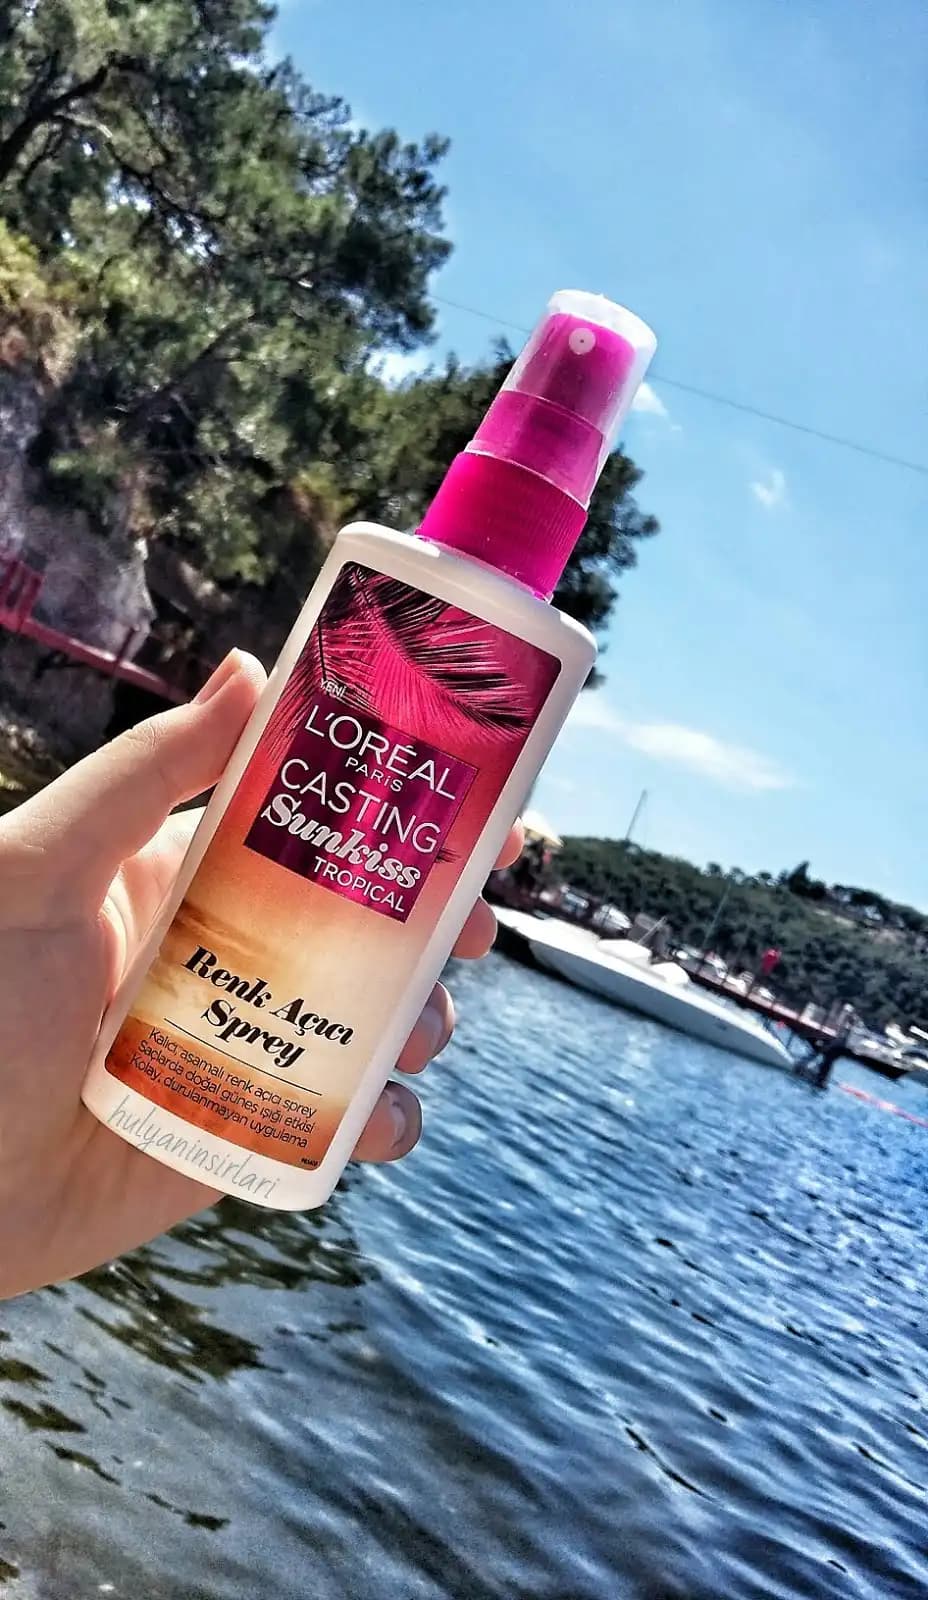 YENİ
L'ORÉAL
PARİS
CASTING
Sunkiss
TROPICAL
Renk Açıcı
Sprey
Kalıcı, aşamalı renk açıcı sprey
Saçlarda doğal güneş ışığı etkisi
Kolay, durulanmayan uygulama
hulyaninsirlari